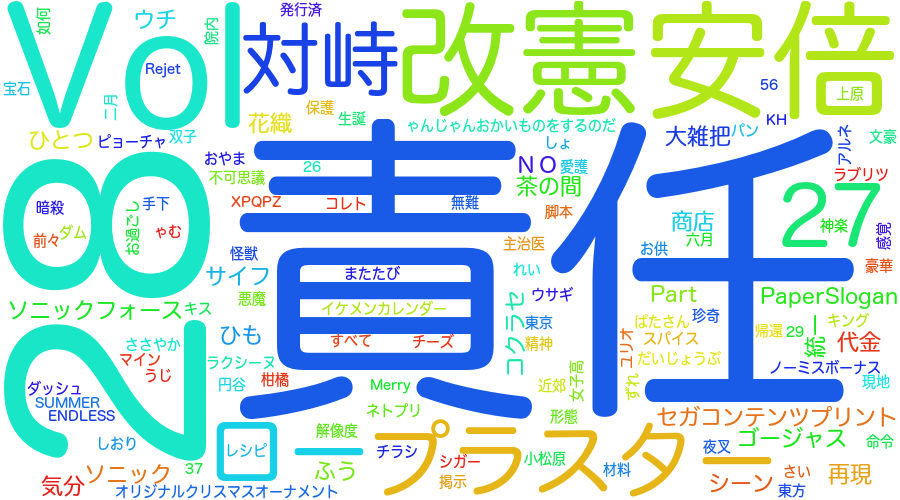 Vol
改憲
安倍
対峙
責任
28
27
プラスター
ロ
如何
ウチ
院内
発行済
宝石
二月
Rejet
56
上原
KH
ひとつ
ピョーチャ
双子
花織
保護
生誕
ゃんじゃんおかいものをするのだ
しょ
大雑把
パン
アルネ
文豪
おやま
26
NO
愛護
ラブリツ
不可思議
茶の間
暗殺
お過ごし
手下
XPQPZ
コレト
無難
脚本
商店
神楽
前々
ダム
ゃむ
六月
感覚
怪獣
主治医
お供
サイフ
またたび
れい
豪華
悪魔
ウサギ
Part
PaperSlogan
ソニックフォース
キス
イケメンカレンダー
コクラセ
東京
ぱたさん
珍奇
帰還
29
統一
キング
ひも
すべて
チーズ
精神
ユリオ
スパイス
代金
ささやか
マイン
うじ
ラクシーヌ
だいじょうぶ
円谷
柑橘
Merry
近郊
女子高
ずれ
ノーミスボーナス
現地
ダッシュ
SUMMER
ENDLESS
ネトプリ
形態
セガコンテンツプリント
しおり
レシピ
解像度
ゴージャス
命令
チラシ
シガー
小松原
夜叉
37
気分
ソニック
ふう
掲示
材料
シーン
さい
再現
オリジナルクリスマスオーナメント
東方